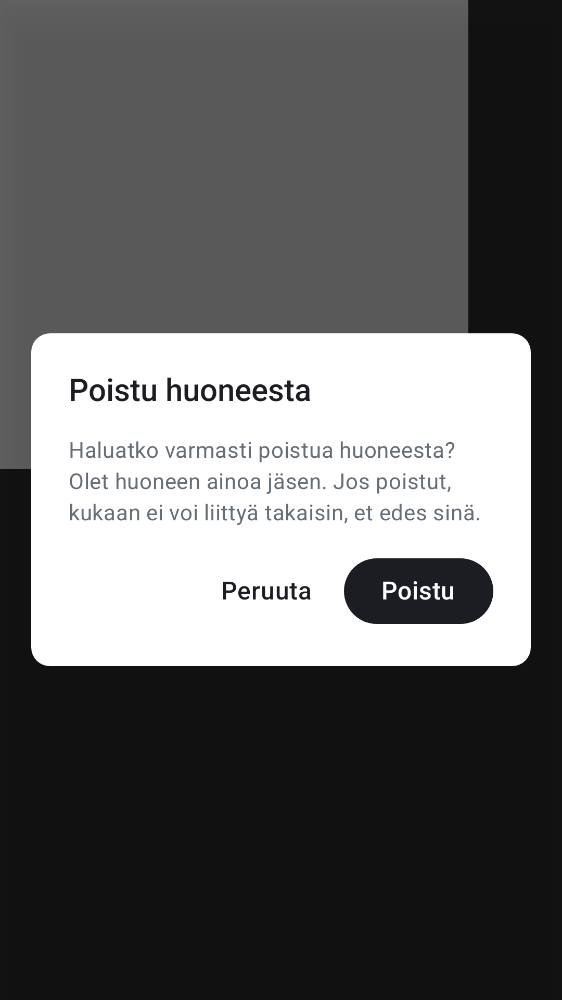 Poistu huoneesta
Haluatko varmasti poistua huoneesta?
Olet huoneen ainoa jäsen. Jos poistut,
kukaan ei voi liittyä takaisin, et edes sinä.
Peruuta
Poistu